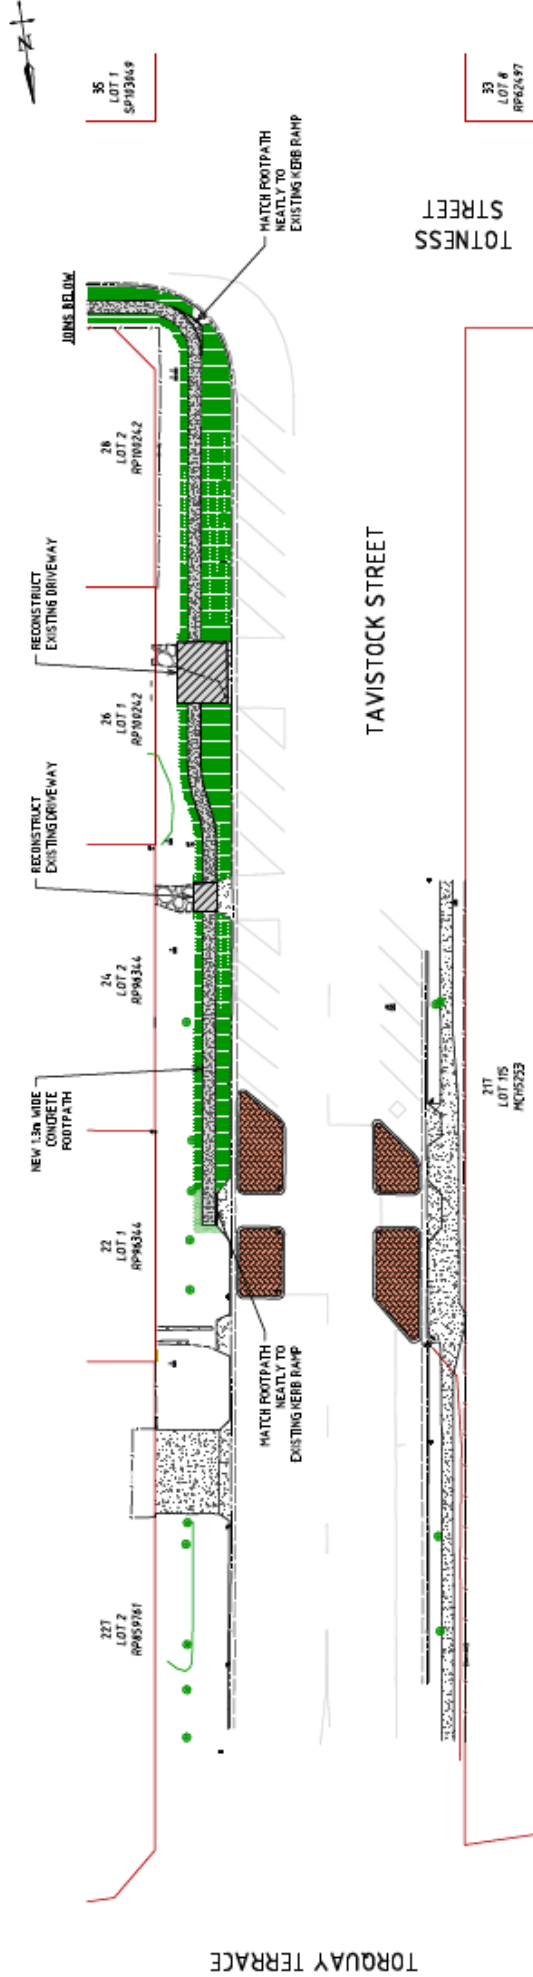 N
35
LOT 1
SP103049
33
LOT 8
RP62497
TOTNESS
STREET
MATCH FOOTPATH
NEATLY TO
EXISTING KERB RAMP
JOINS BELOW
28
LOT 2
RP100242
RECONSTRUCT
EXISTING DRIVEWAY
26
LOT 1
RP100242
TAVISTOCK STREET
RECONSTRUCT
EXISTING DRIVEWAY
24
LOT 2
RP96344
NEW 1.3m WIDE
CONCRETE
FOOTPATH
217
LOT 115
MCH5253
22
LOT 1
RP96344
MATCH FOOTPATH
NEATLY TO
EXISTING KERB RAMP
227
LOT 2
RP859761
TORQUAY TERRACE